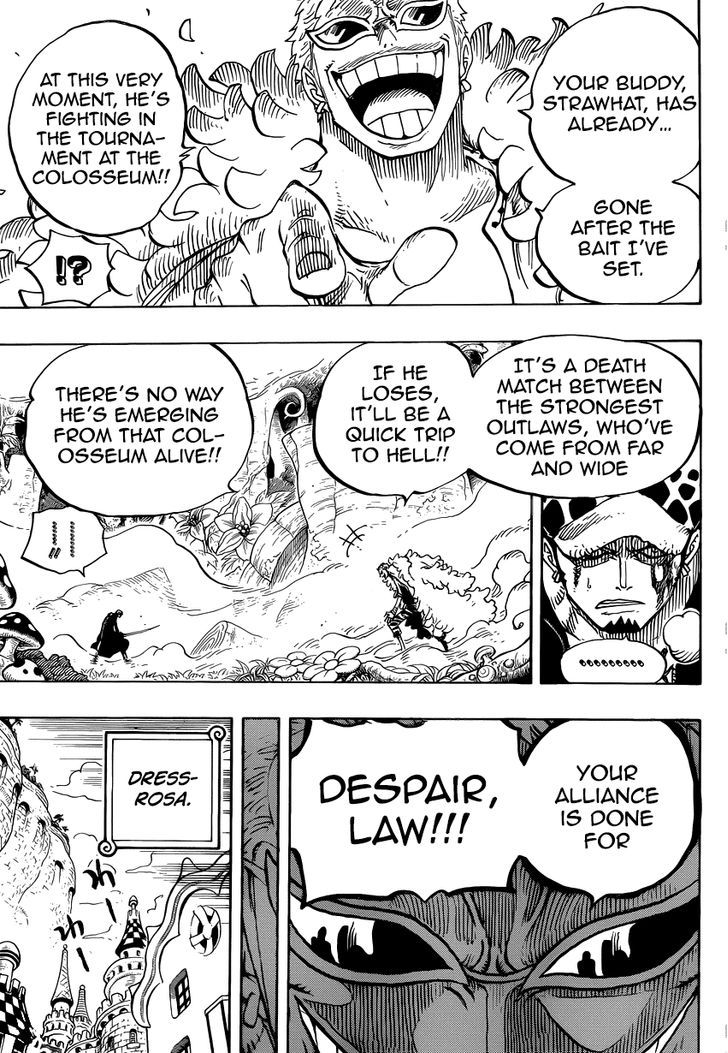 YOUR BUDDY,
STRAWHAT, HAS
ALREADY...
GONE
AFTER THE
BAIT I'VE
SET.
AT THIS VERY
MOMENT, HE'S
FIGHTING IN
THE TOURNA-
MENT AT THE
COLOSSEUM!!
!?
IT'S A DEATH
MATCH BETWEEN
THE STRONGEST
OUTLAWS, WHO'VE
COME FROM FAR
AND WIDE
..........
IF HE
LOSES,
IT'LL BE A
QUICK TRIP
TO HELL!!
THERE'S NO WAY
HE'S EMERGING
FROM THAT COL-
OSSEUM ALIVE!!
YOUR
ALLIANCE
IS DONE
FOR
DESPAIR,
LAW!!!
DRESS-
ROSA.